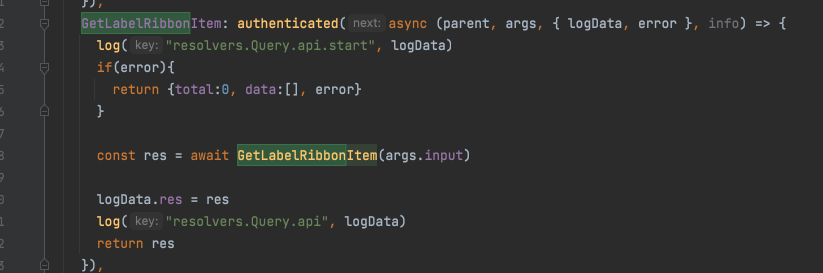 }),
GetLabelRibbonItem: authenticated( next: async (parent, args, { logData, error }, info) => {
log( key: "resolvers.Query.api.start", logData)
if(error){
return {total:0, data:[], error}
}
const res = await GetLabelRibbonItem(args.input)
logData.res = res
log( key: "resolvers.Query.api", logData)
return res
}),